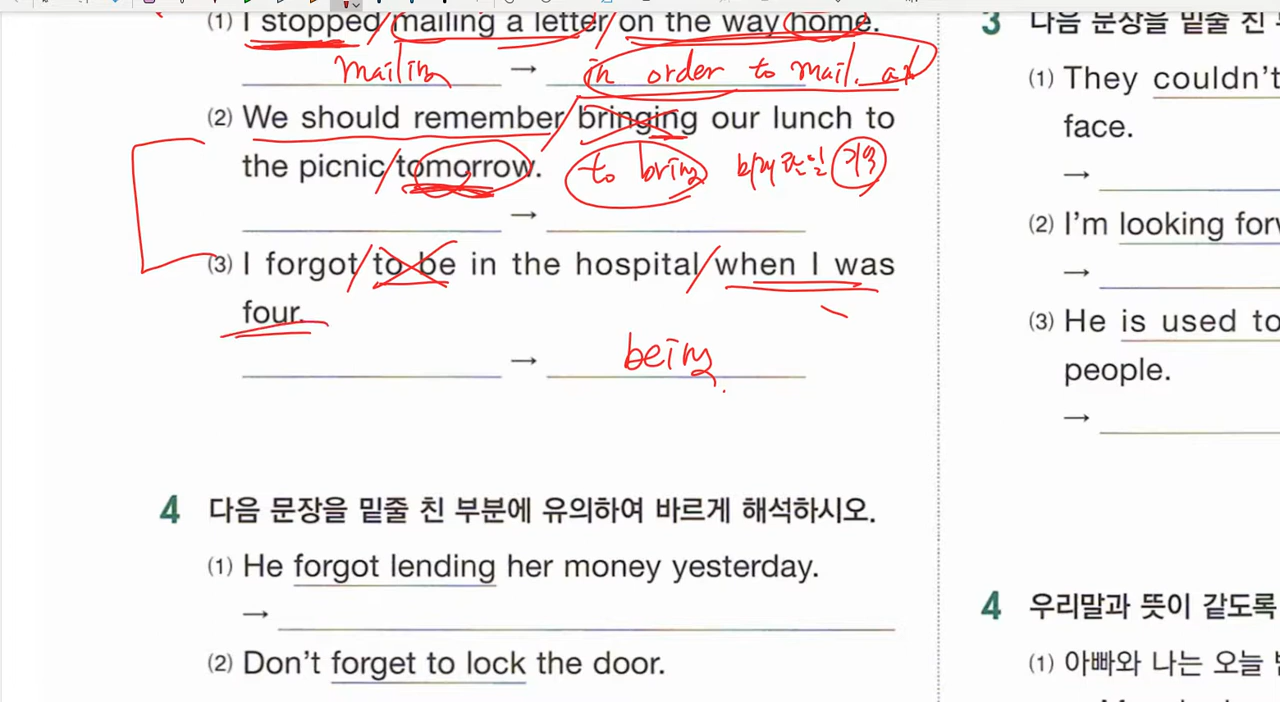 (1) I stopped mailing a letter on the way home.
mailing → in order to mail. a
(2) We should remember bringing our lunch to
the picnic tomorrow. to bring 기억
→
(3) I forgot to be in the hospital when I was
four.
→ being
4 다음 문장을 밑줄 친 부분에 유의하여 바르게 해석하시오.
(1) He forgot lending her money yesterday.
→
(2) Don't forget to lock the door.
3 다음 문장을 밑줄 친
(1) They couldn't
face.
→
(2) I'm looking forw
→
(3) He is used to
people.
→
4 우리말과 뜻이 같도록
(1) 아빠와 나는 오늘